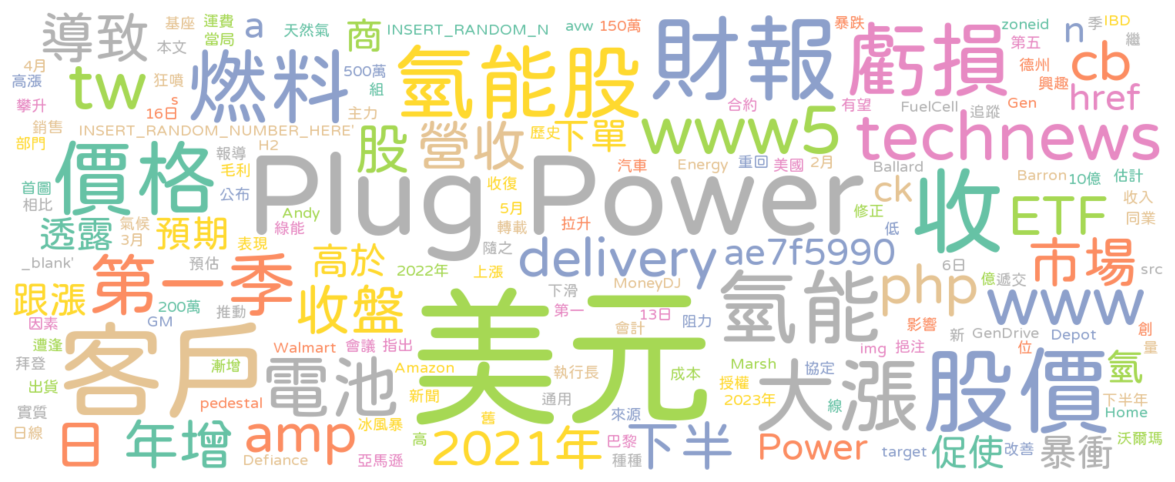 導致 a 基座 運費 當局 天然氣 商 INSERT_RANDOM_N avw 150萬 財報 暴跌 虧損 季 IBD
4月 本文 tw 狂噴 燃料 500萬 組 氫能股 zoneid n 第五 繼
高漲 攀升 s 16日 主力 合約 有望 FuelCell 追蹤 德州 興趣 cb href
銷售 部門 INSERT_RANDOM_NUMBER_HERE' H2 股 營收 歷史 下單 www5 Gen technews
價格 報導 毛利 公布 Plug Power 汽車 Energy 重回 美國 2月 Ballard 10億 估計
首圖 相比 Andy 綠能 收復 5月 轉載 拉升 ck 修正 低 收 Barron 收入 同業 ETF
透露 氣候 3月 預期 表現 隨之 delivery ae7f5990 市場
_blank' 第一季 預估 高於 2022年 上漲 MoneyDJ 6日 億 遞交 src
跟漲 200萬 推動 收盤 下滑 第一 13日 阻力 氫能 php www
因素 GM 美元 會計 影響 新 GenDrive Depot 創
遭逢 拜登 客戶 漸增 Walmart 會議 指出 Marsh 協定 img 挹注 位 量
出貨 電池 Amazon 新聞 執行長 成本 授權 2023年 大漲 股價 氫
實質 pedestal 通用 來源 線 下半年 Home
日線 日 年增 amp 冰風暴 舊 巴黎 下半 Power target 促使 改善 暴衝 沃爾瑪
Defiance 亞馬遜 高 2021年 種種